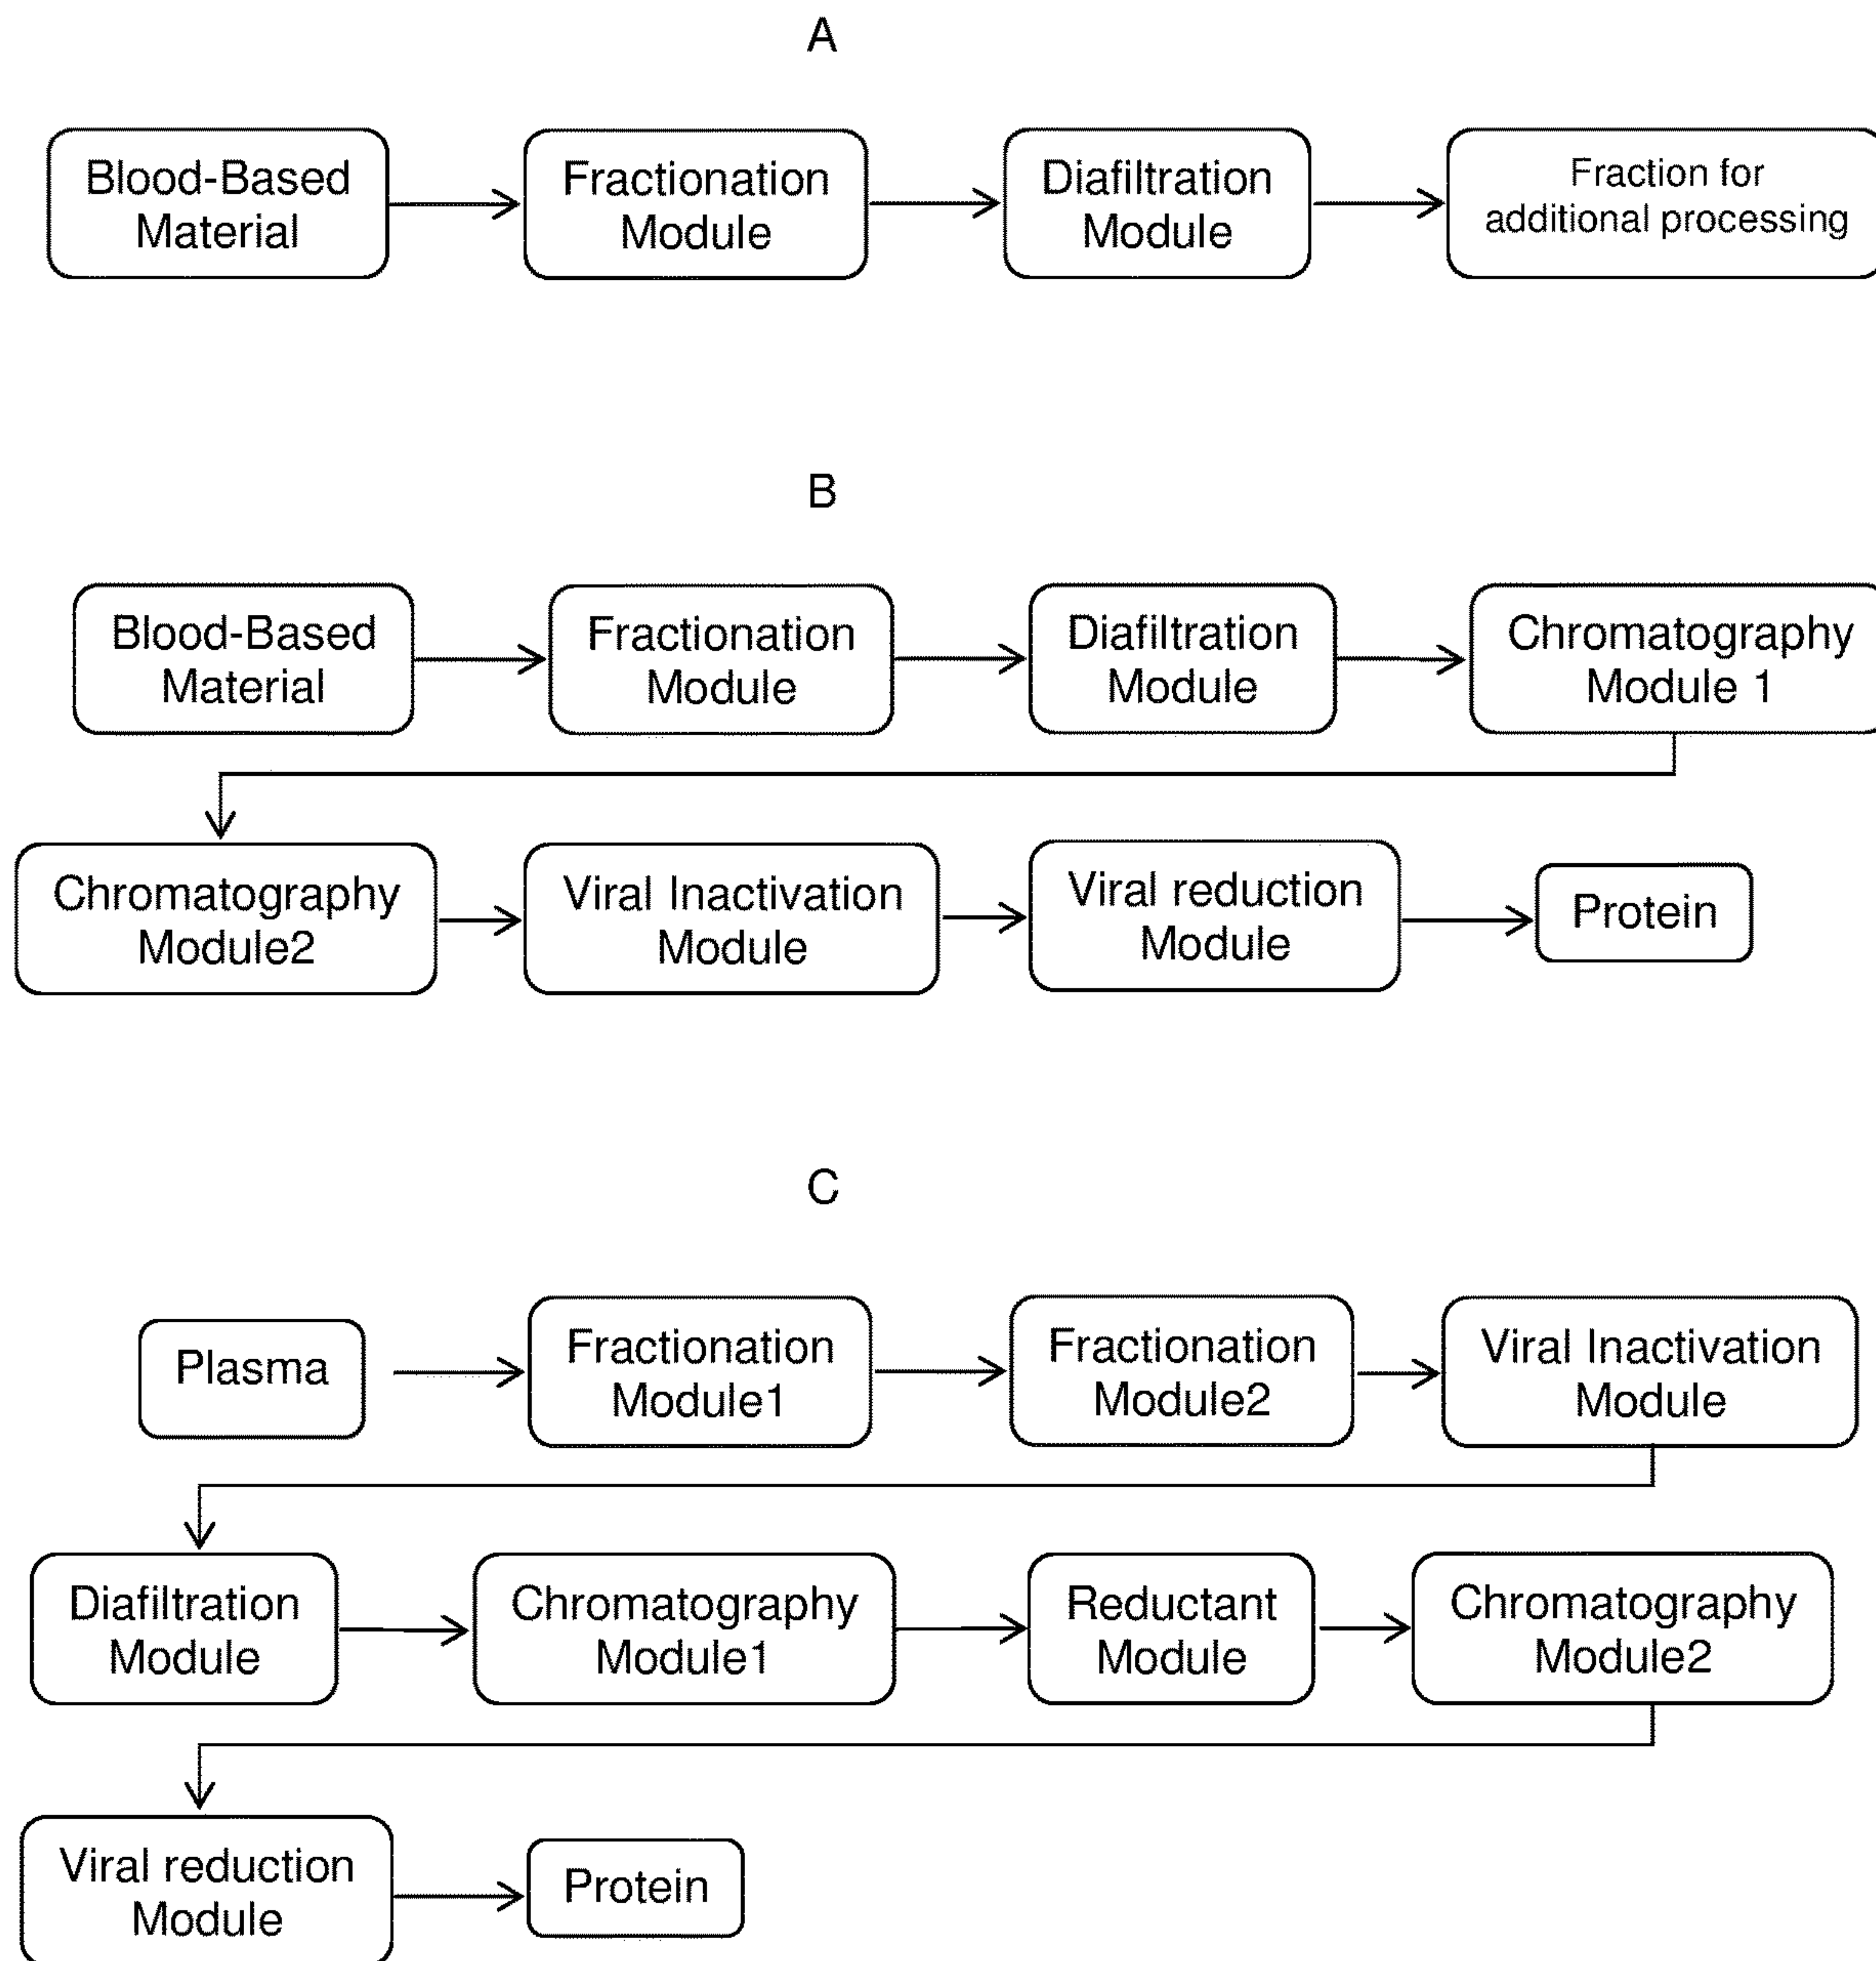 A
Blood-Based
Material
Fractionation
Module
Diafiltration
Module
Fraction for
additional processing
B
Blood-Based
Material
Fractionation
Module
Diafiltration
Module
Chromatography
Module 1
Chromatography
Module2
Viral Inactivation
Module
Viral reduction
Module
Protein
C
Plasma
Fractionation
Module1
Fractionation
Module2
Viral Inactivation
Module
Diafiltration
Module
Chromatography
Module1
Reductant
Module
Chromatography
Module2
Viral reduction
Module
Protein